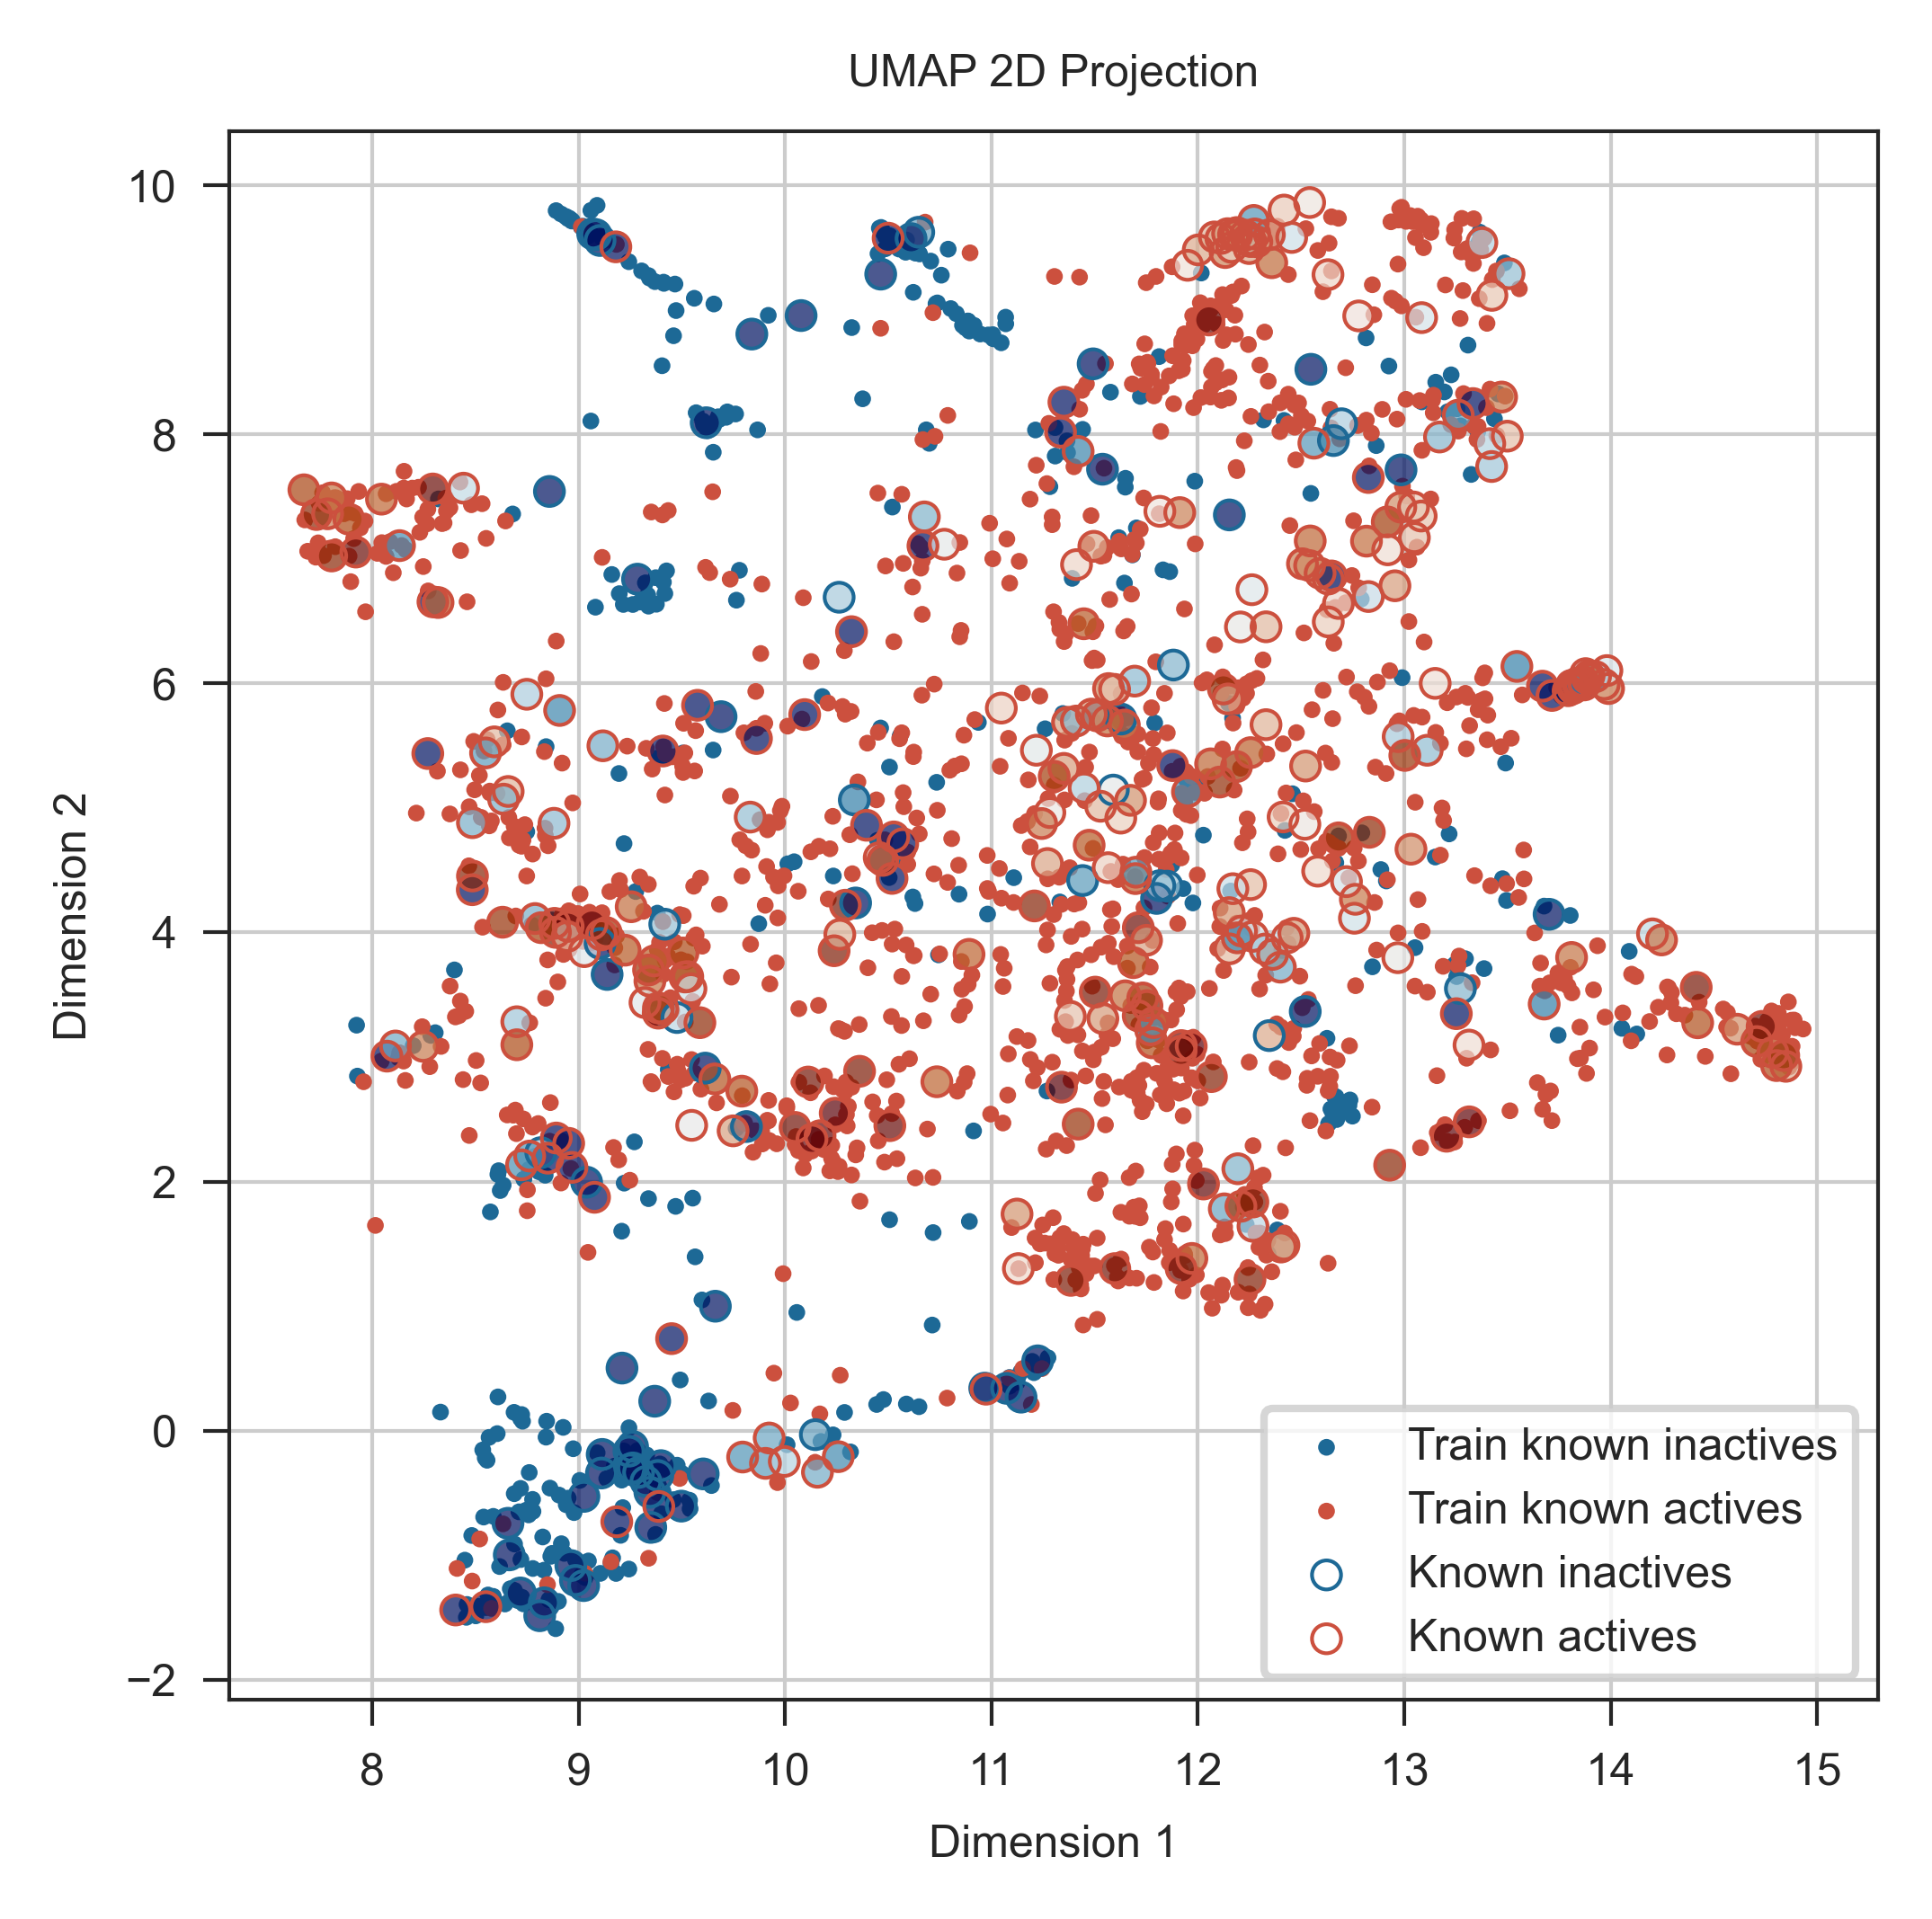 UMAP 2D Projection
10
8
6
4
2
0
−2
Dimension 2
8
9
10
11
12
13
14
15
Dimension 1
Train known inactives
Train known actives
Known inactives
Known actives